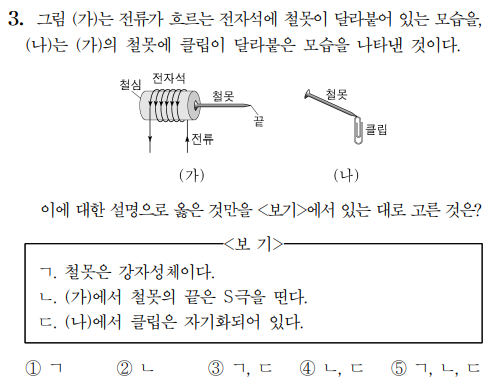 3. 그림 (가)는 전류가 흐르는 전자석에 철못이 달라붙어 있는 모습을,
(나)는 (가)의 철못에 클립이 달라붙은 모습을 나타낸 것이다.
철심 전자석 철못 끝 전류
철못 클립
(가) (나)
이에 대한 설명으로 옳은 것만을 <보기>에서 있는 대로 고른 것은?
<보 기>
ㄱ. 철못은 강자성체이다.
ㄴ. (가)에서 철못의 끝은 S극을 띤다.
ㄷ. (나)에서 클립은 자기화되어 있다.
① ㄱ ② ㄴ ③ ㄱ, ㄷ ④ ㄴ, ㄷ ⑤ ㄱ, ㄴ, ㄷ